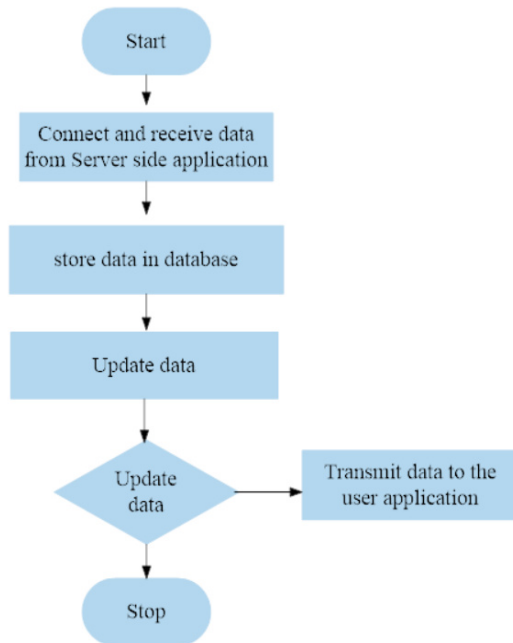 Start
Connect and receive data
from Server side application
store data in database
Update data
Update
data
Transmit data to the
user application
Stop